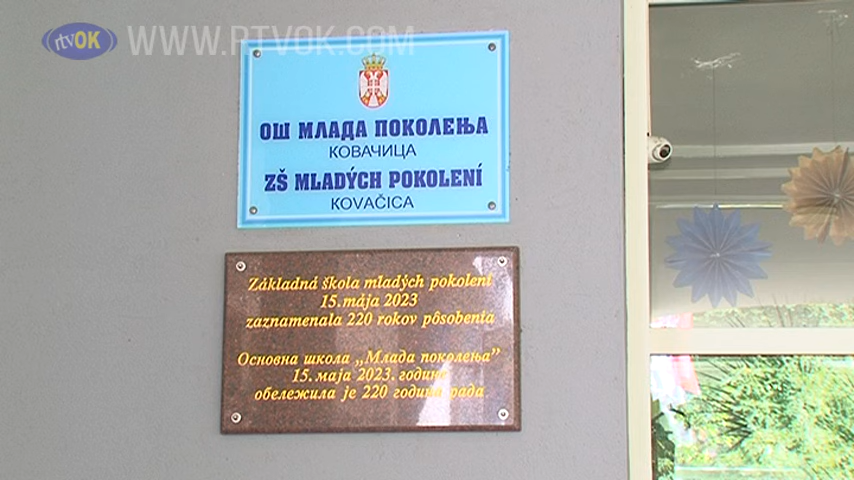 rtvOK WWW.RTVOK.COM
ОШ МЛАДА ПОКОЛЕЊА
КОВАЧИЦА
ZŠ MLADÝCH POKOLENÍ
KOVAČICA
Základná škola mladých pokolení
15. mája 2023
zaznamenala 220 rokov pôsobenia
Основна школа „Млада поколења”
15. маја 2023. године
обележила је 220 година рада